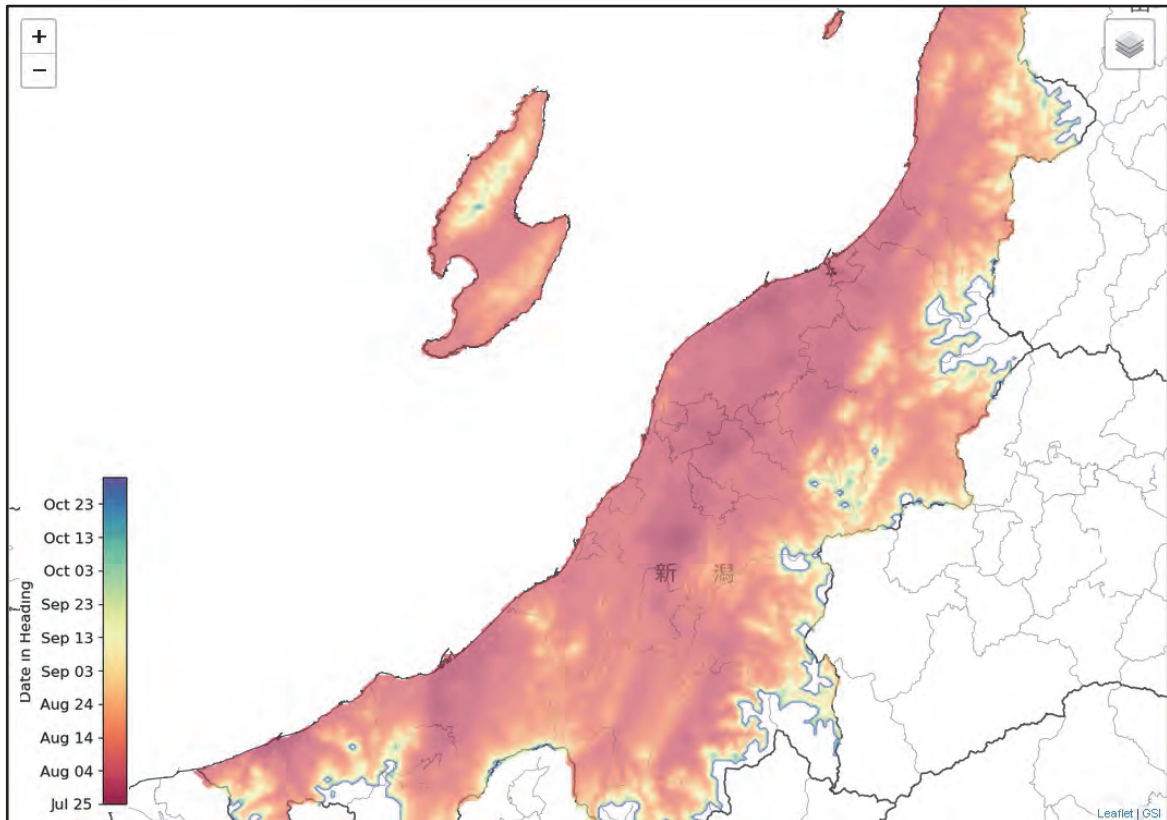 +
−
Oct 23
Oct 13
Oct 03
Sep 23
Sep 13
Sep 03
Aug 24
Aug 14
Aug 04
Jul 25
Date in Heading
新 潟
Leaflet | GSI